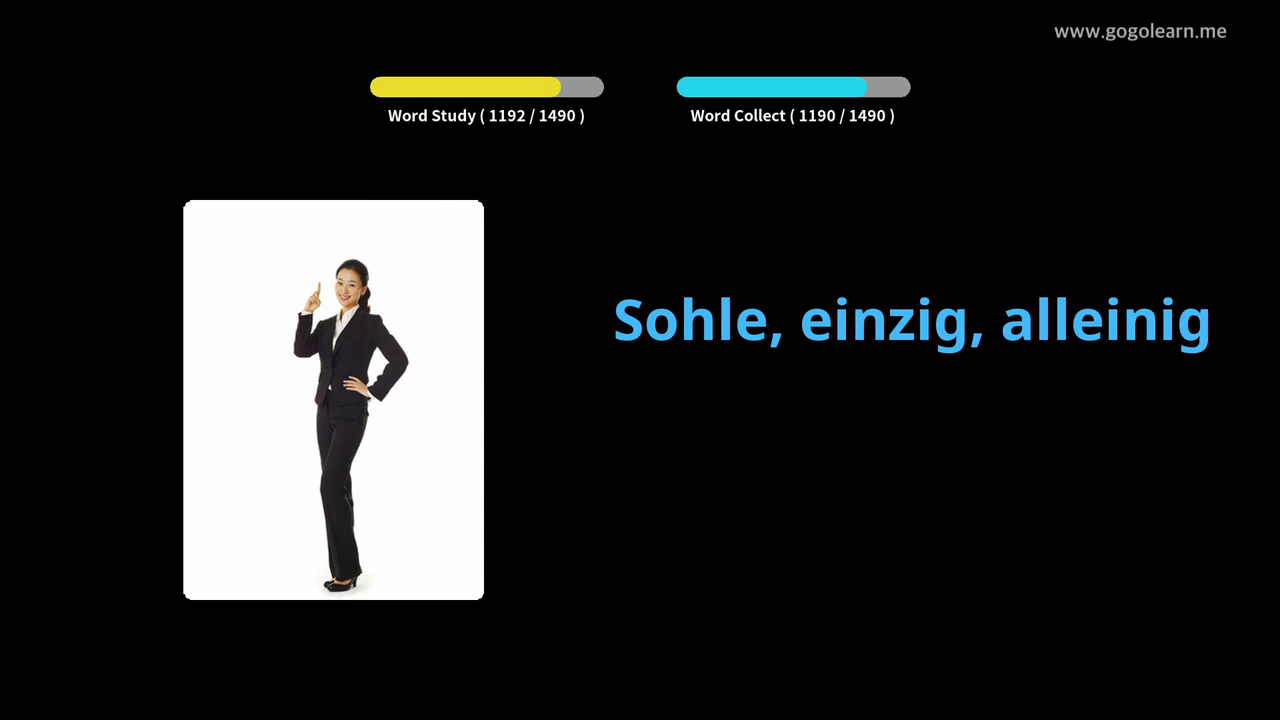 www.gogolearn.me
Word Study ( 1192 / 1490 )
Word Collect ( 1190 / 1490 )
Sohle, einzig, alleinig